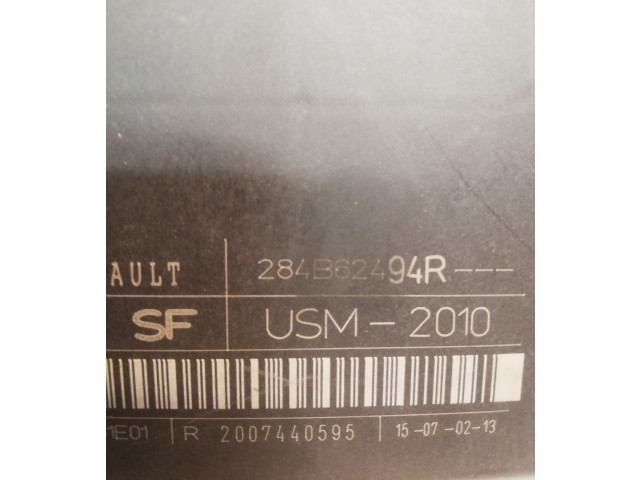 AULT 284B62494R---
SF USM-2010
1E01 R 2007440595 15-07-02-13